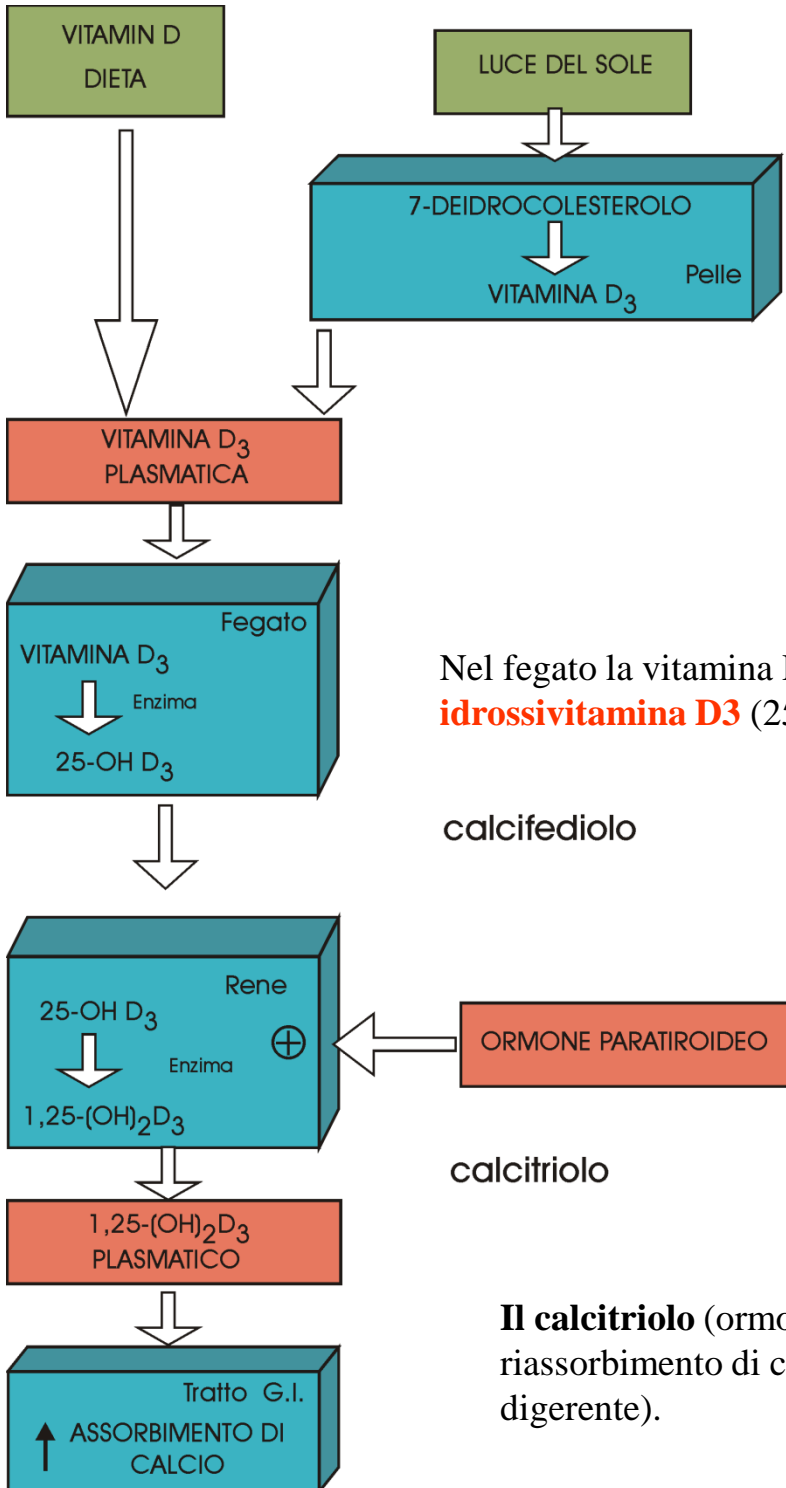 VITAMIN D
DIETA
LUCE DEL SOLE
7-DEIDROCOLESTEROLO
VITAMINA D3
Pelle
VITAMINA D3
PLASMATICA
Fegato
VITAMINA D3
Enzima
25-OH D3
Nel fegato la vitamina
idrossivitamina D3 (25
calcifediolo
Rene
25-OH D3
Enzima
1,25-(OH)2D3
ORMONE PARATIROIDEO
calcitriolo
1,25-(OH)2D3
PLASMATICO
Il calcitriolo (ormo
riassorbimento di c
digerente).
Tratto G.I.
ASSORBIMENTO DI
CALCIO